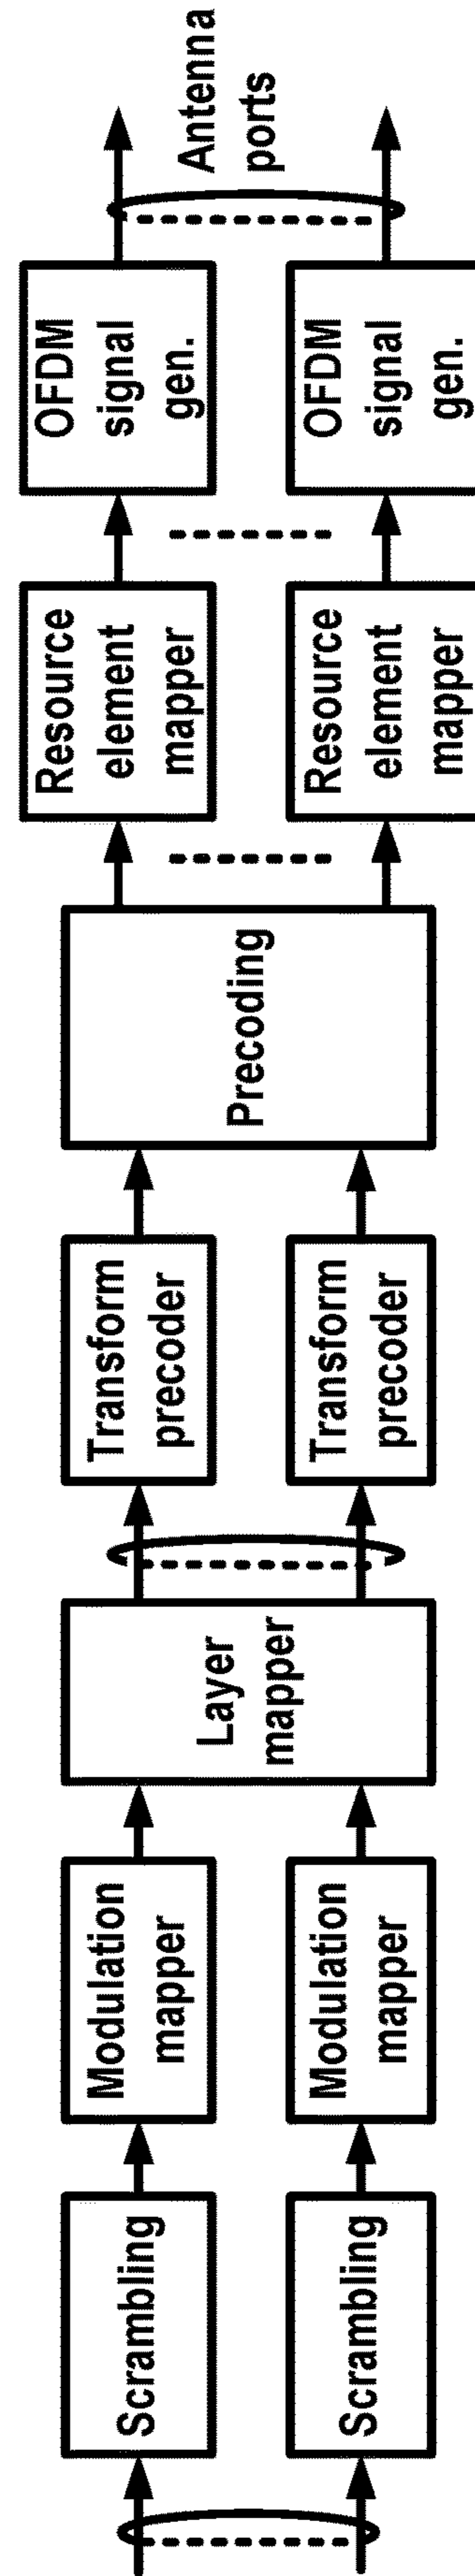 Scrambling
Scrambling
Modulation
mapper
Modulation
mapper
Layer
mapper
Transform
precoder
Transform
precoder
Precoding
Resource
element
mapper
Resource
element
mapper
OFDM
signal
gen.
OFDM
signal
gen.
Antenna
ports